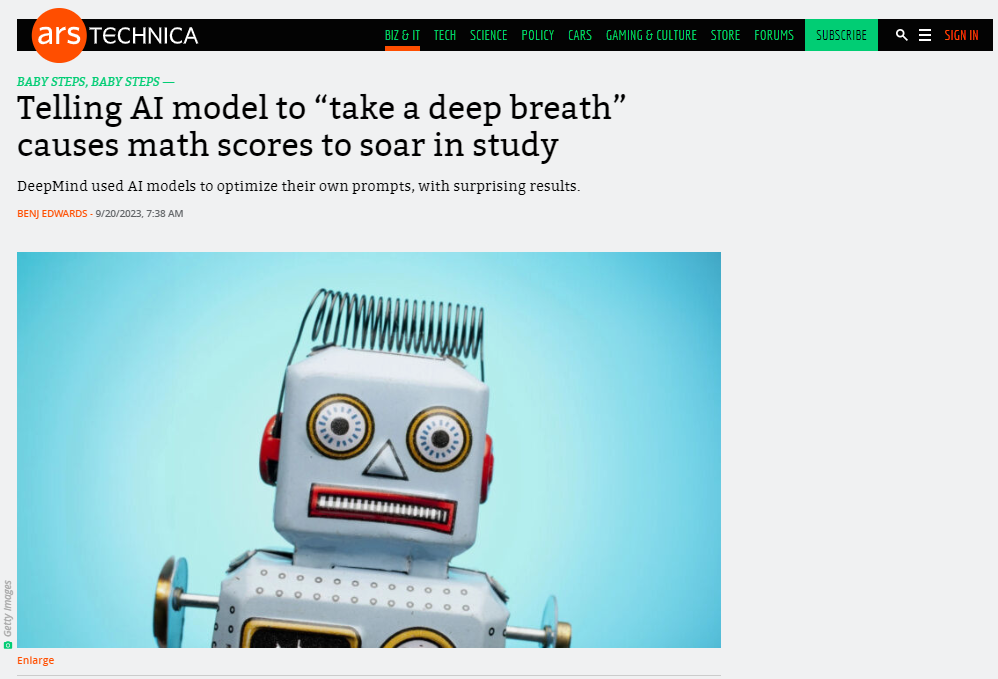 ars TECHNICA
BIZ & IT TECH SCIENCE POLICY CARS GAMING & CULTURE STORE FORUMS SUBSCRIBE SIGN IN
BABY STEPS, BABY STEPS —
Telling AI model to “take a deep breath”
causes math scores to soar in study
DeepMind used AI models to optimize their own prompts, with surprising results.
BENJ EDWARDS - 9/20/2023, 7:38 AM
Getty Images
Enlarge